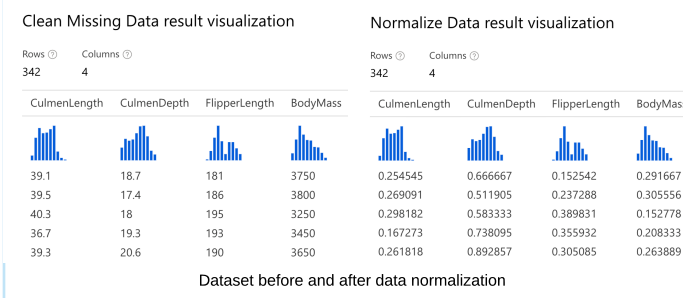 Clean Missing Data result visualization
Rows ? Columns ?
342 4
CulmenLength CulmenDepth FlipperLength BodyMass
39.1 18.7 181 3750
39.5 17.4 186 3800
40.3 18 195 3250
36.7 19.3 193 3450
39.3 20.6 190 3650
Normalize Data result visualization
Rows ? Columns ?
342 4
CulmenLength CulmenDepth FlipperLength BodyMas
0.254545 0.666667 0.152542 0.291667
0.269091 0.511905 0.237288 0.305556
0.298182 0.583333 0.389831 0.152778
0.167273 0.738095 0.355932 0.208333
0.261818 0.892857 0.305085 0.263889
Dataset before and after data normalization